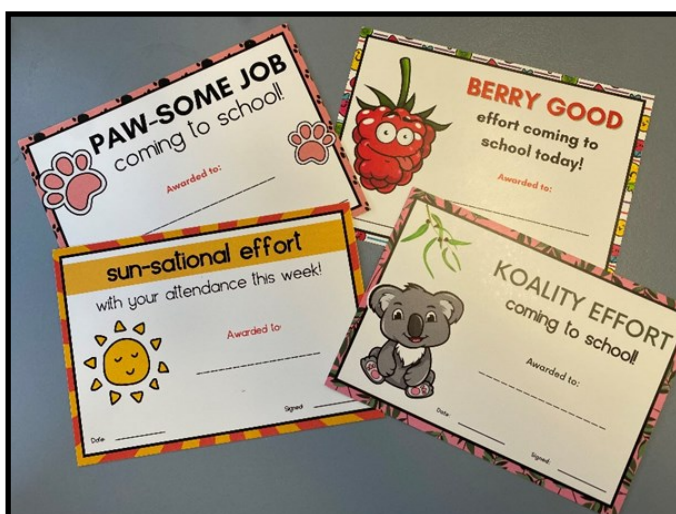 PAW-SOME JOB
coming to school!
Awarded to:
BERRY GOOD
effort coming to
school today!
Awarded to:
sun-sational effort
with your attendance this week!
Awarded to:
Date:
Signed:
KOALITY EFFORT
coming to school!
Awarded to:
Date:
Signed: